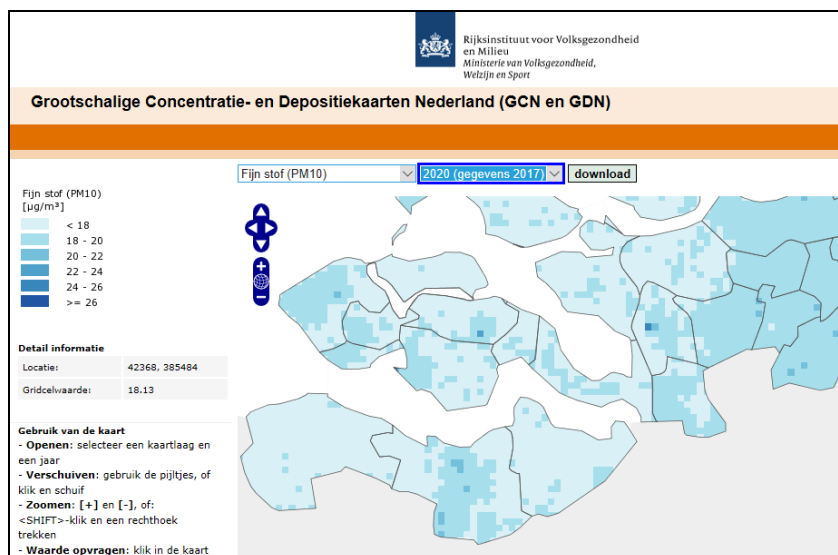 Rijksinstituut voor Volksgezondheid
en Milieu
Ministerie van Volksgezondheid,
Welzijn en Sport
Grootschalige Concentratie- en Depositiekaarten Nederland (GCN en GDN)
Fijn stof (PM10)
2020 (gegevens 2017)
download
Fijn stof (PM10)
[µg/m³]
< 18
18 - 20
20 - 22
22 - 24
24 - 26
>= 26
Detail informatie
Locatie: 42368, 385484
Gridcelwaarde: 18.13
Gebruik van de kaart
- Openen: selecteer een kaartlaag en
een jaar
- Verschuiven: gebruik de pijltjes, of
klik en schuif
- Zoomen: [+] en [-], of:
<SHIFT>-klik en een rechthoek
trekken
- Waarde opvragen: klik in de kaart